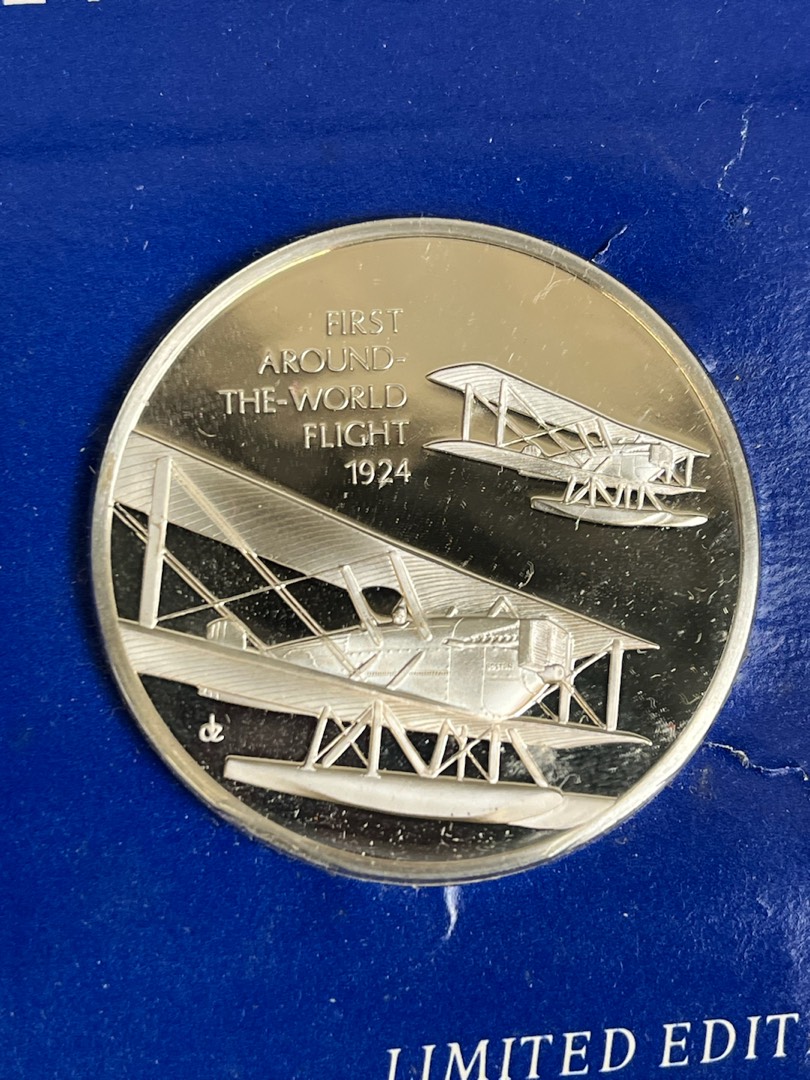 FIRST
AROUND-
THE-WORLD
FLIGHT
1924
LIMITED EDIT